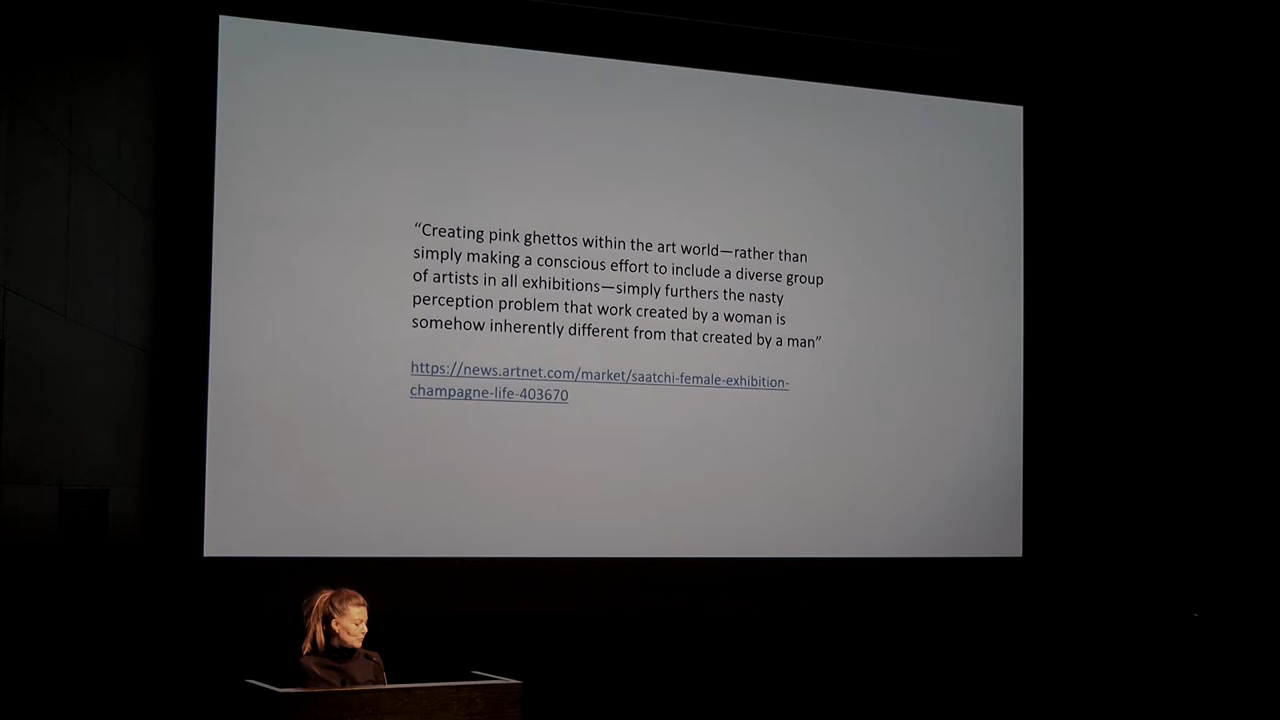 “Creating pink ghettos within the art world—rather than
simply making a conscious effort to include a diverse group
of artists in all exhibitions—simply furthers the nasty
perception problem that work created by a woman is
somehow inherently different from that created by a man”
https://news.artnet.com/market/saatchi-female-exhibition-
champagne-life-403670